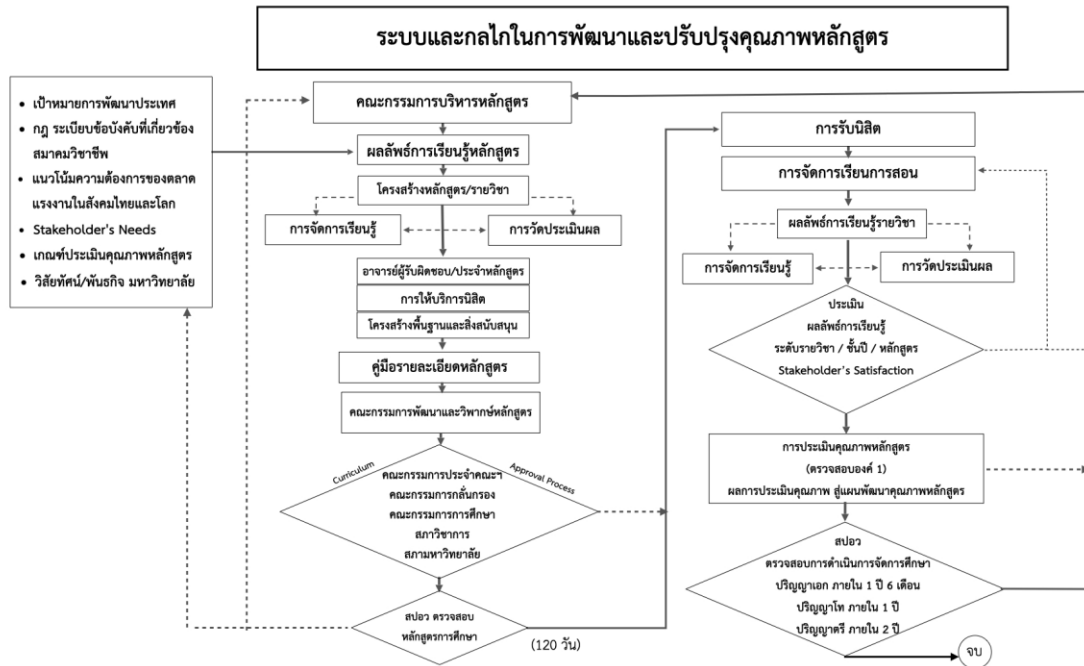 ระบบและกลไกในการพัฒนาและปรับปรุงคุณภาพหลักสูตร
เป้าหมายการพัฒนาประเทศ
กฎ ระเบียบข้อบังคับที่เกี่ยวข้อง
สมาคมวิชาชีพ
แนวโน้มความต้องการของตลาด
แรงงานในสังคมไทยและโลก
Stakeholder's Needs
เกณฑ์ประเมินคุณภาพหลักสูตร
วิสัยทัศน์/พันธกิจ มหาวิทยาลัย
คณะกรรมการบริหารหลักสูตร
ผลลัพธ์การเรียนรู้หลักสูตร
โครงสร้างหลักสูตร/รายวิชา
การจัดการเรียนรู้
การวัดประเมินผล
อาจารย์ผู้รับผิดชอบ/ประจำหลักสูตร
การให้บริการนิสิต
โครงสร้างพื้นฐานและสิ่งสนับสนุน
คู่มือรายละเอียดหลักสูตร
คณะกรรมการพัฒนาและวิพากษ์หลักสูตร
Curriculum
Approval Process
คณะกรรมการประจำคณะฯ
คณะกรรมการกลั่นกรอง
คณะกรรมการการศึกษา
สภาวิชาการ
สภามหาวิทยาลัย
สปอว ตรวจสอบ
หลักสูตรการศึกษา
(120 วัน)
การรับนิสิต
การจัดการเรียนการสอน
ผลลัพธ์การเรียนรู้รายวิชา
การจัดการเรียนรู้
การวัดประเมินผล
ประเมิน
ผลลัพธ์การเรียนรู้
ระดับรายวิชา / ชั้นปี / หลักสูตร
Stakeholder's Satisfaction
การประเมินคุณภาพหลักสูตร
(ตรวจสอบองค์ 1)
ผลการประเมินคุณภาพ สู่แผนพัฒนาคุณภาพหลักสูตร
สปอว
ตรวจสอบการดำเนินการจัดการศึกษา
ปริญญาเอก ภายใน 1 ปี 6 เดือน
ปริญญาโท ภายใน 1 ปี
ปริญญาตรี ภายใน 2 ปี
จบ